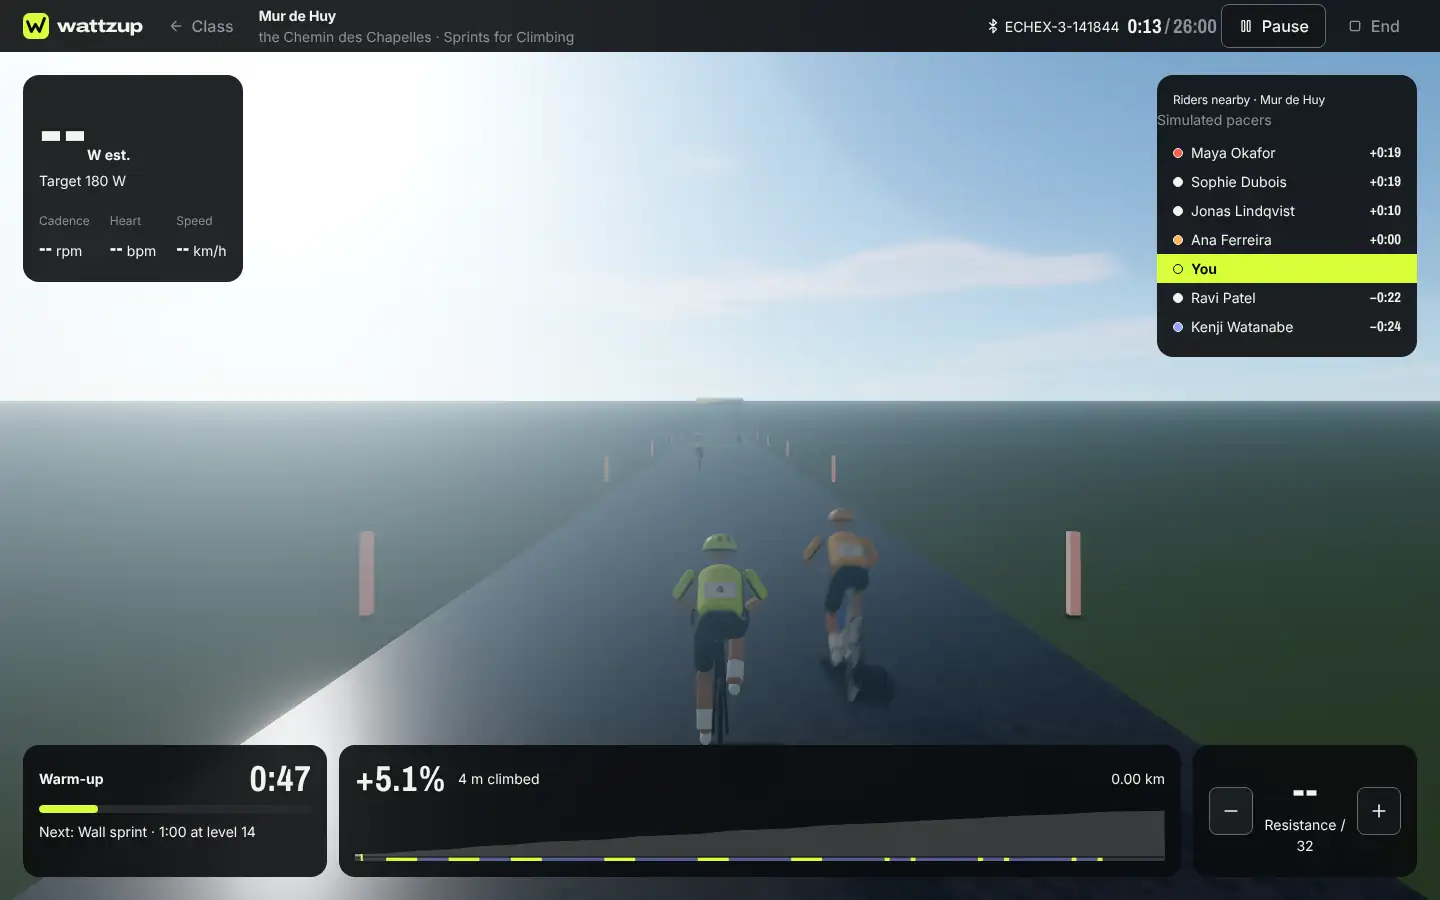 wattzup
← Class
Mur de Huy
the Chemin des Chapelles · Sprints for Climbing
ECHEX-3-141844
0:13 / 26:00
Pause
End
--
W est.
Target 180 W
Cadence Heart Speed
-- rpm -- bpm -- km/h
Riders nearby · Mur de Huy
Simulated pacers
Maya Okafor +0:19
Sophie Dubois +0:19
Jonas Lindqvist +0:10
Ana Ferreira +0:00
You
Ravi Patel −0:22
Kenji Watanabe −0:24
4
Warm-up 0:47
Next: Wall sprint · 1:00 at level 14
+5.1% 4 m climbed 0.00 km
−
--
Resistance /
32
+